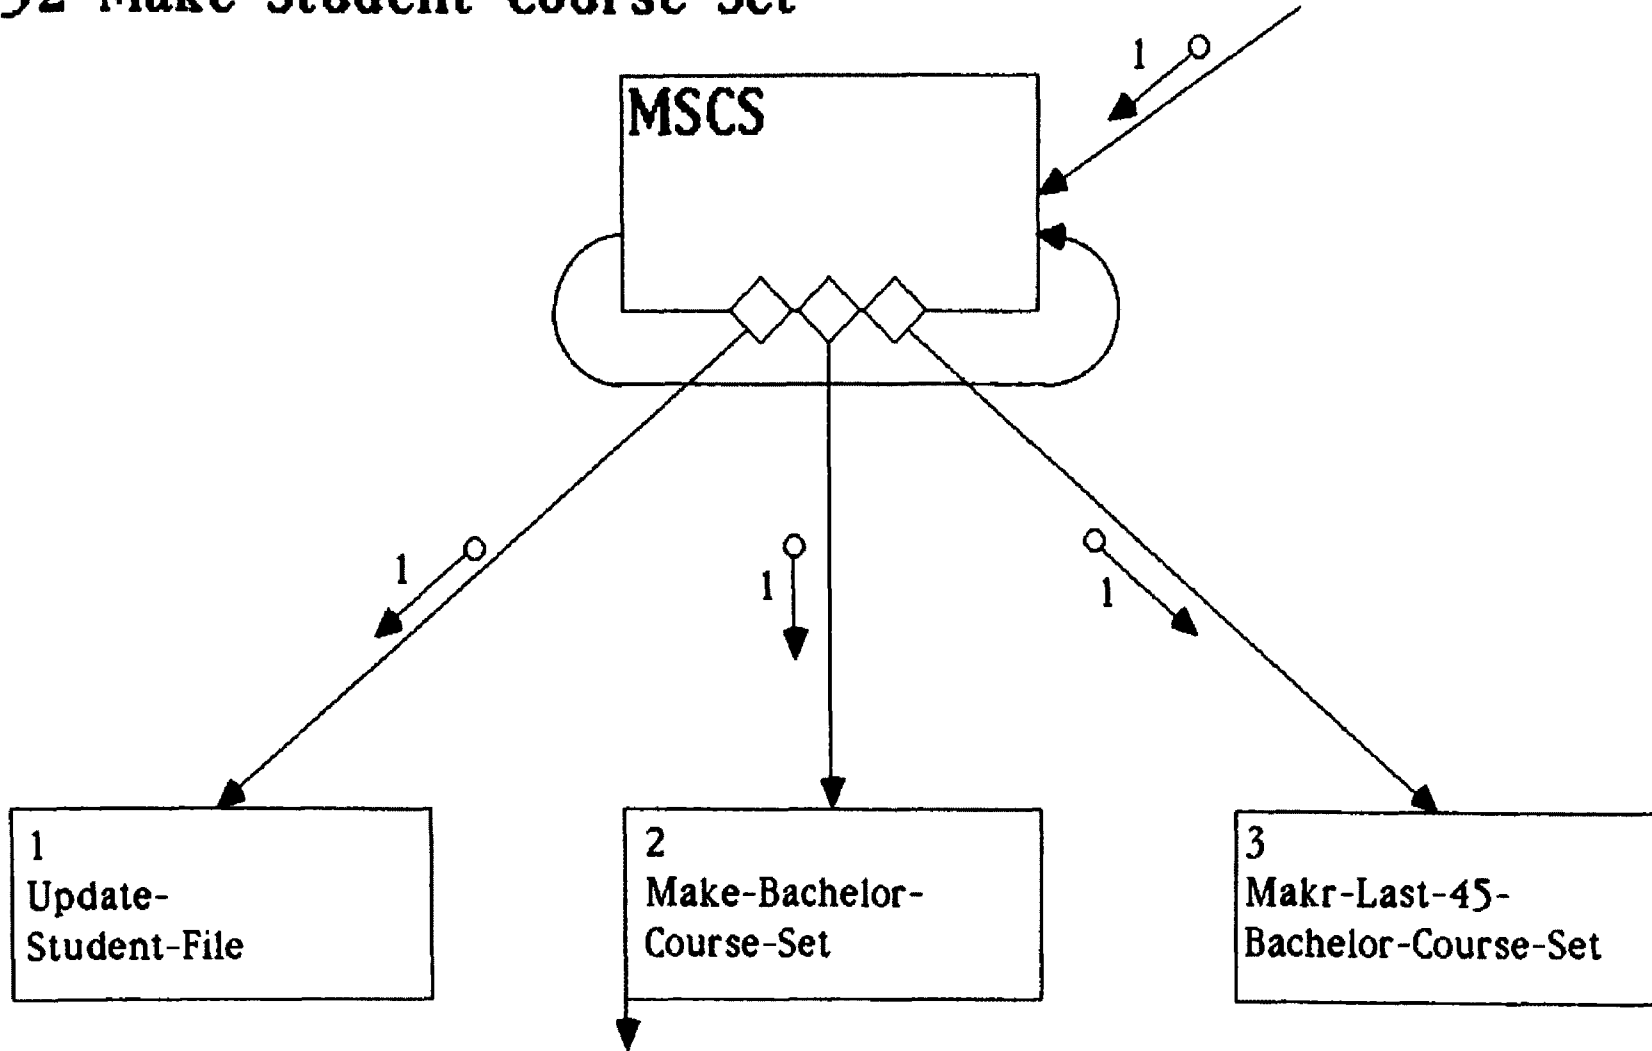 52 Make Student Course Set
1
MSCS
1
1
1
1
Update-
Student-File
2
Make-Bachelor-
Course-Set
3
Makr-Last-45-
Bachelor-Course-Set